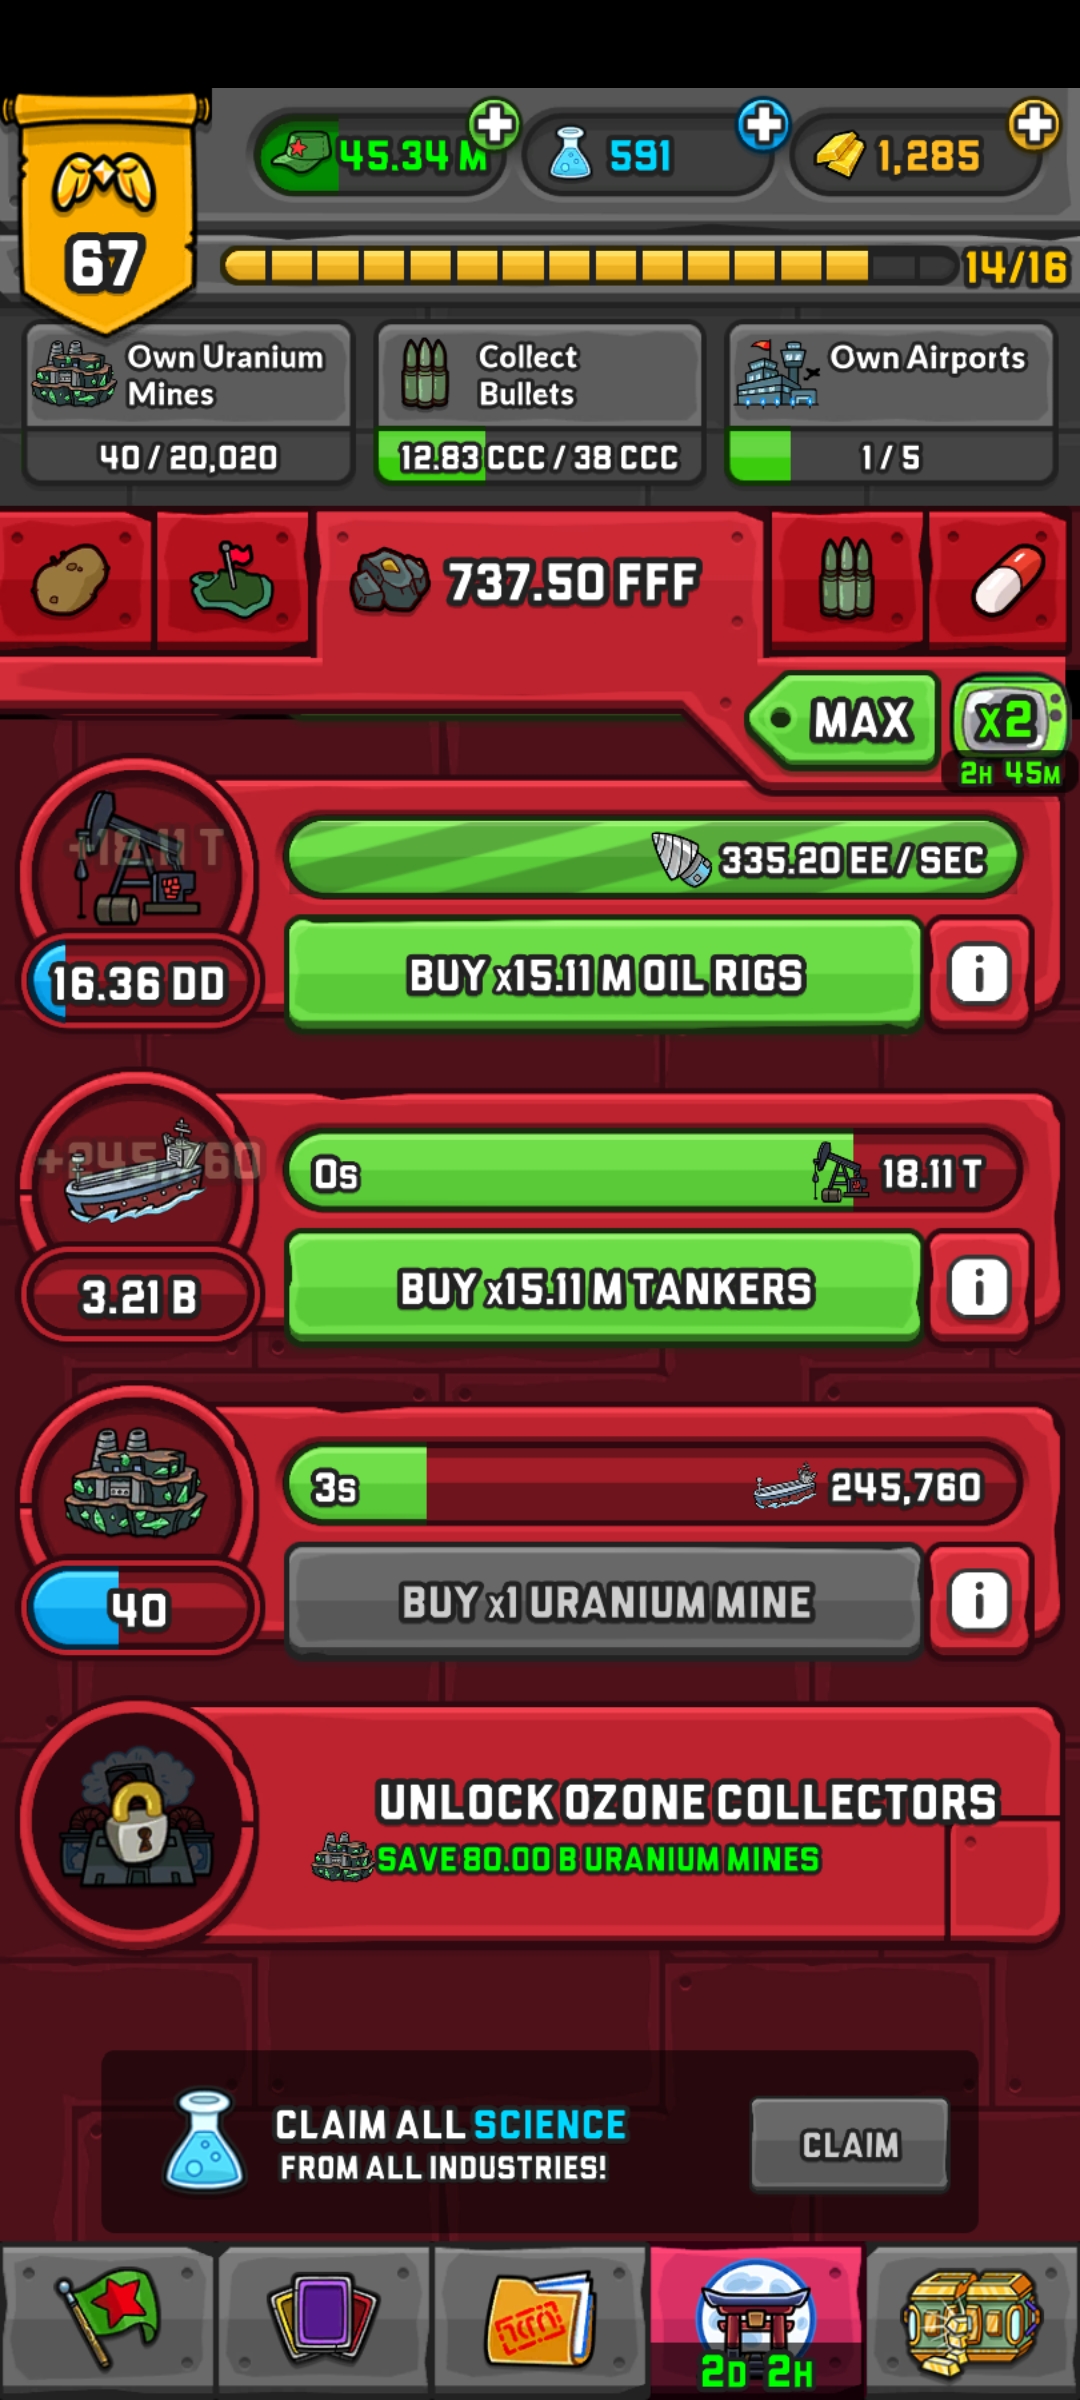 45.34 M
591
1,285
67
14/16
Own Uranium
Mines
40 / 20,020
Collect
Bullets
12.83 CCC / 38 CCC
Own Airports
1 / 5
737.50 FFF
MAX
x2
2H 45M
+18.11 T
335.20 EE / SEC
16.36 DD
BUY x15.11 M OIL RIGS
i
+245,760
0s
18.11 T
3.21 B
BUY x15.11 M TANKERS
i
3s
245,760
40
BUY x1 URANIUM MINE
i
UNLOCK OZONE COLLECTORS
SAVE 80.00 B URANIUM MINES
CLAIM ALL SCIENCE
FROM ALL INDUSTRIES!
CLAIM
2D 2H